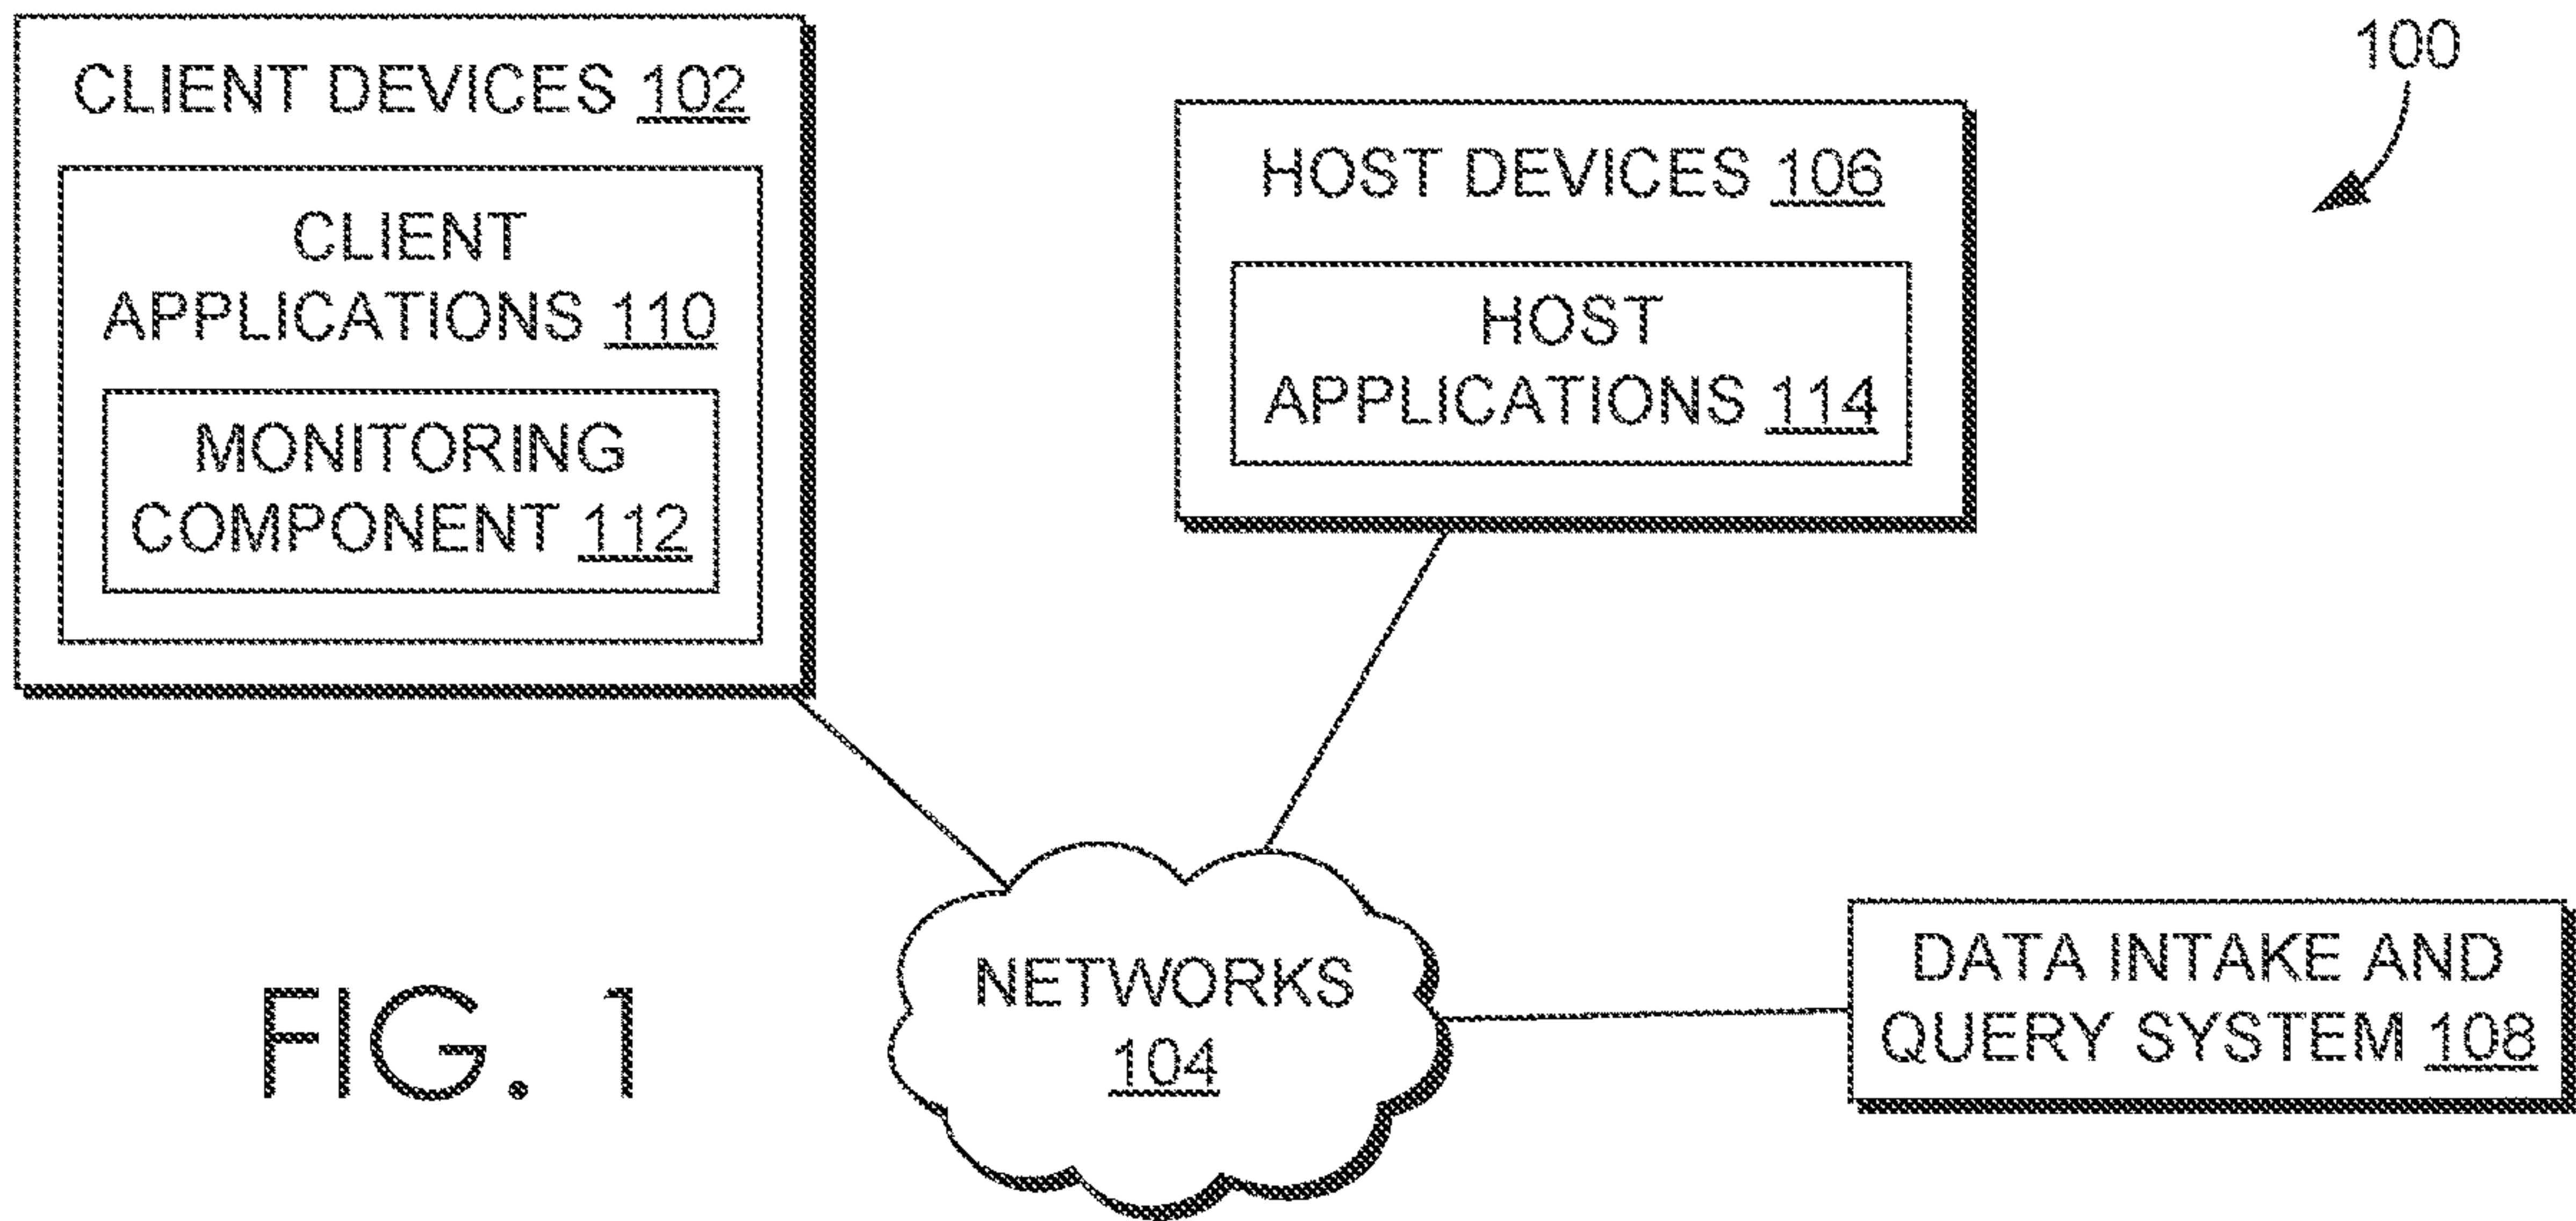 100
CLIENT DEVICES 102
CLIENT
APPLICATIONS 110
MONITORING
COMPONENT 112
HOST DEVICES 106
HOST
APPLICATIONS 114
NETWORKS
104
DATA INTAKE AND
QUERY SYSTEM 108
FIG. 1